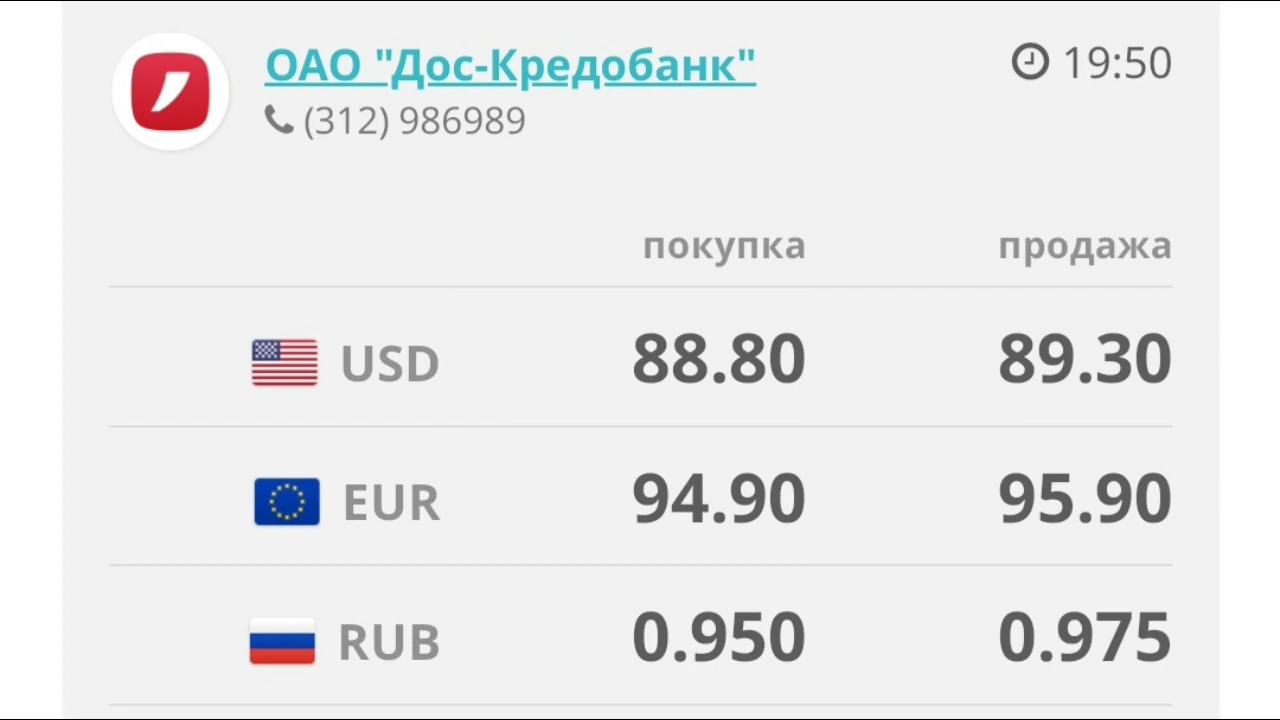 ОАО "Дос-Кредобанк" 19:50
(312) 986989
покупка продажа
USD 88.80 89.30
EUR 94.90 95.90
RUB 0.950 0.975